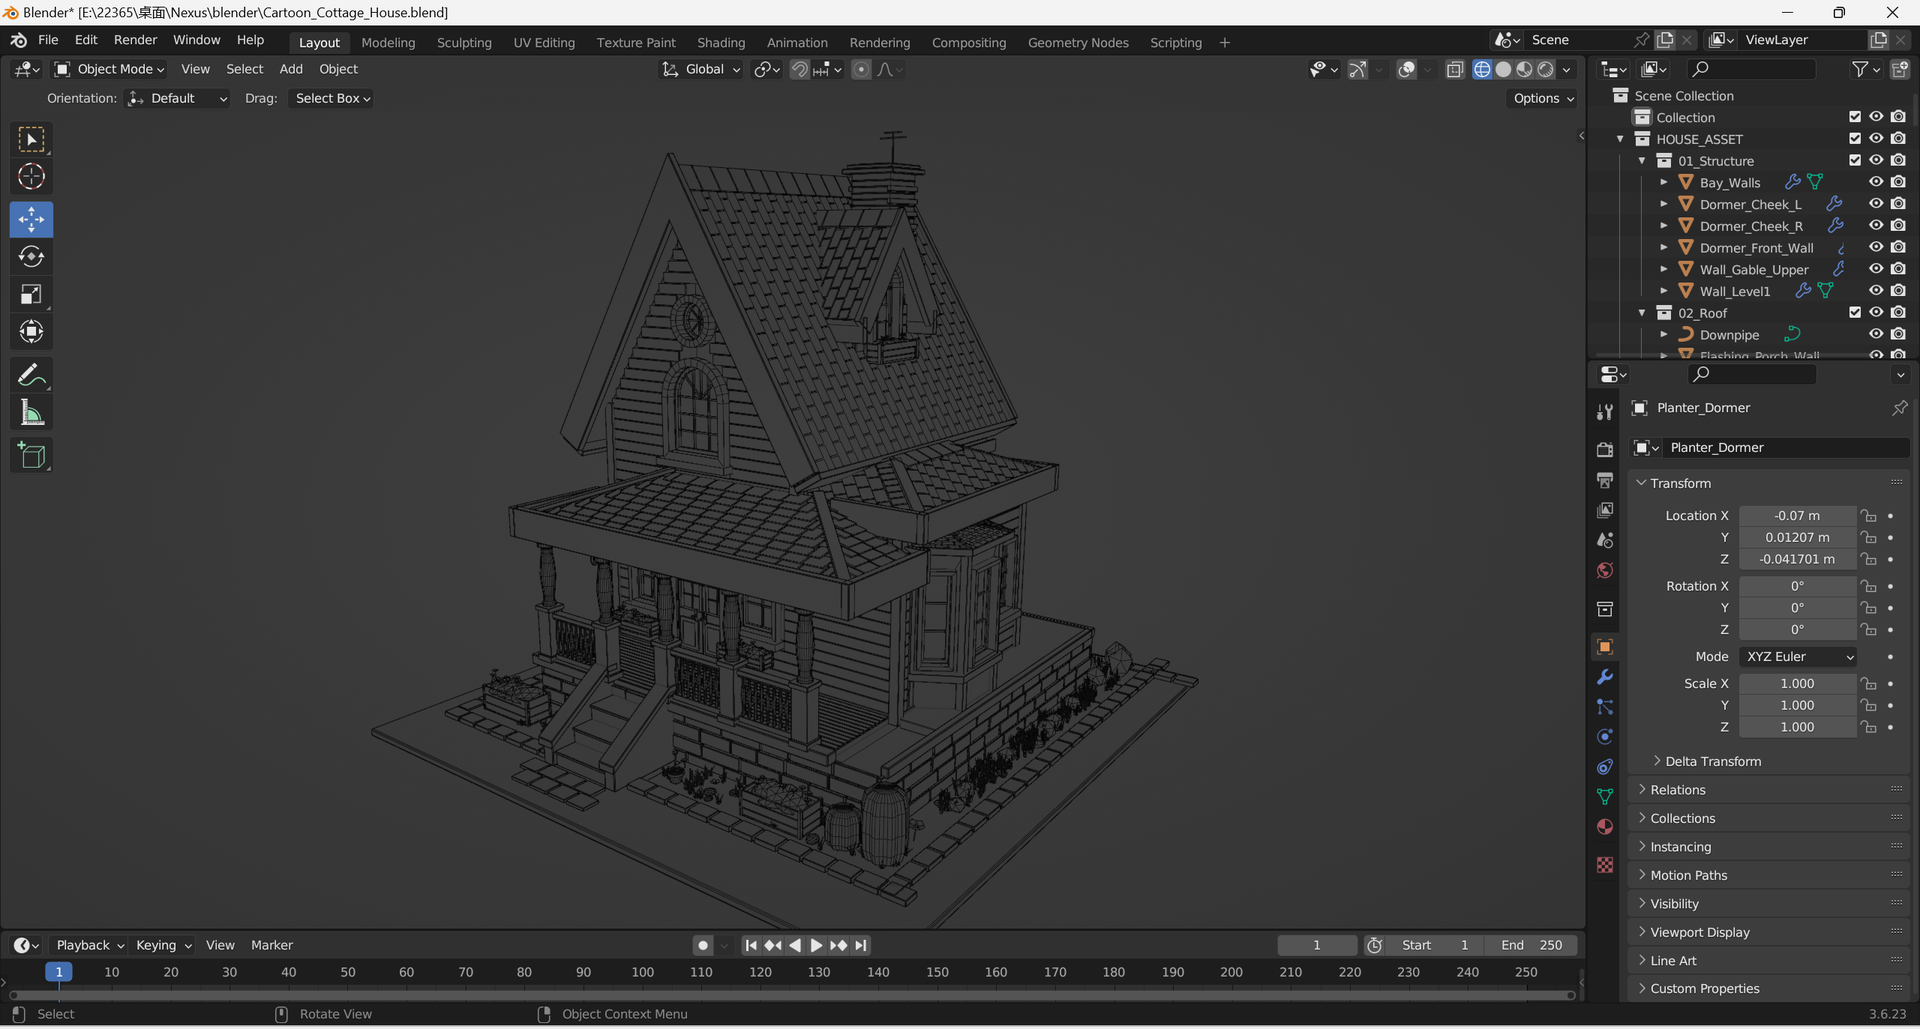 Blender* [E:\22365\桌面\Nexus\blender\Cartoon_Cottage_House.blend]
File Edit Render Window Help Layout Modeling Sculpting UV Editing Texture Paint Shading Animation Rendering Compositing Geometry Nodes Scripting + Scene ViewLayer
Object Mode View Select Add Object Global
Orientation: Default Drag: Select Box Options
Scene Collection
Collection
HOUSE_ASSET
01_Structure
Bay_Walls
Dormer_Cheek_L
Dormer_Cheek_R
Dormer_Front_Wall
Wall_Gable_Upper
Wall_Level1
02_Roof
Downpipe
Flashing_Porch_Wall
Planter_Dormer
Planter_Dormer
Transform
Location X -0.07 m
Y 0.01207 m
Z -0.041701 m
Rotation X 0°
Y 0°
Z 0°
Mode XYZ Euler
Scale X 1.000
Y 1.000
Z 1.000
Delta Transform
Relations
Collections
Instancing
Motion Paths
Visibility
Viewport Display
Line Art
Custom Properties
Playback Keying View Marker 1 Start 1 End 250
1 10 20 30 40 50 60 70 80 90 100 110 120 130 140 150 160 170 180 190 200 210 220 230 240 250
Select Rotate View Object Context Menu 3.6.23